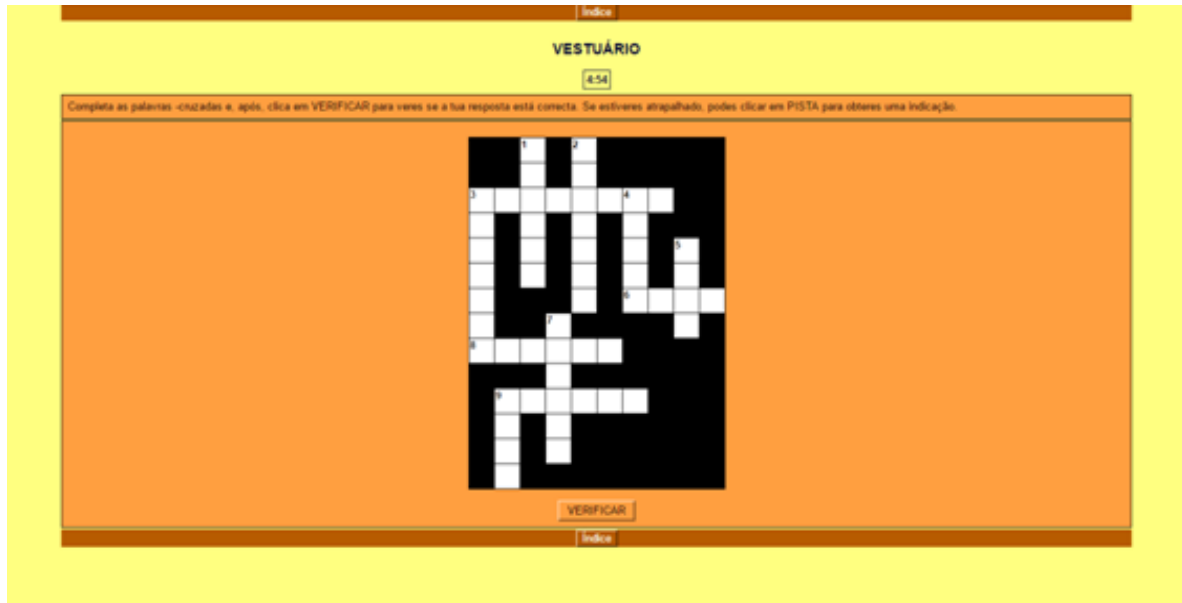 Índice
VESTUÁRIO
4:54
Completa as palavras -cruzadas e, após, clica em VERIFICAR para veres se a tua resposta está correcta. Se estiveres atrapalhado, podes clicar em PISTA para obteres uma indicação.
1 2
3 4
5
6
7
8
9
VERIFICAR
Índice